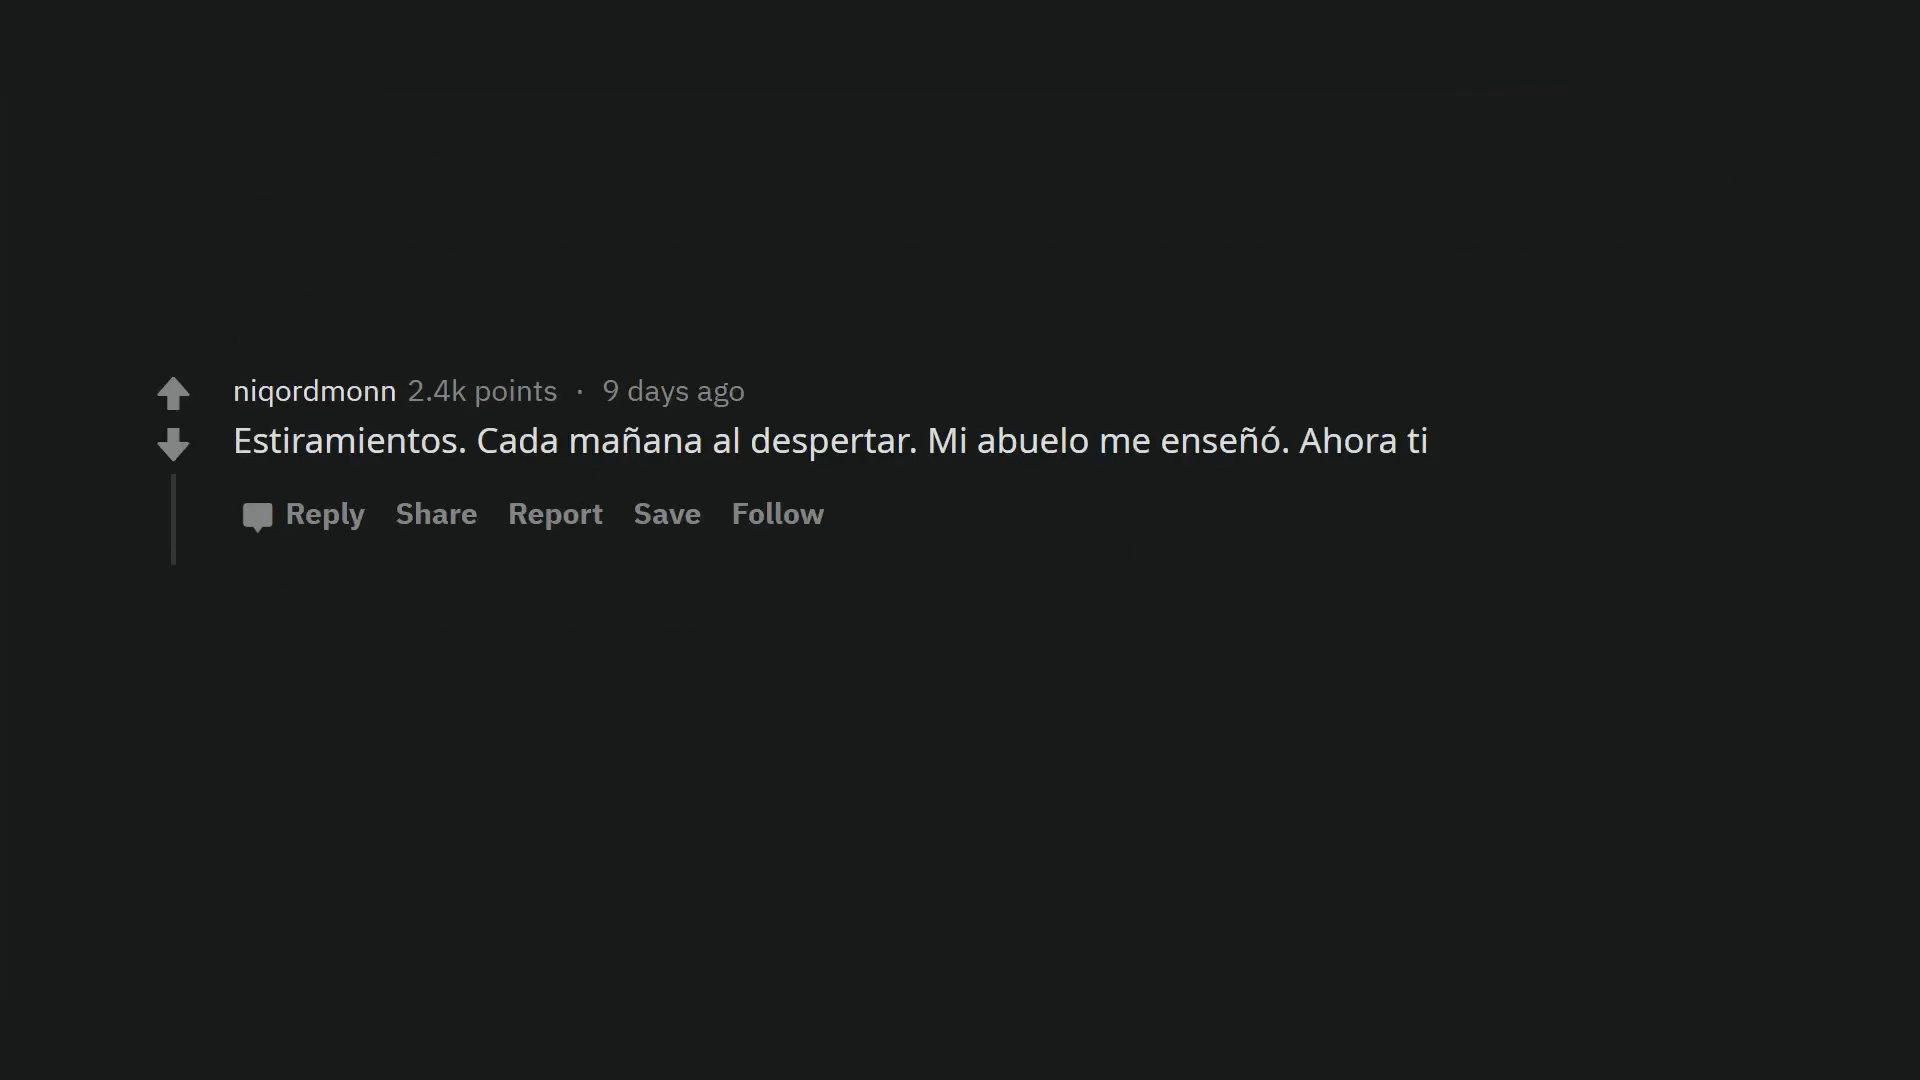 niqordmonn 2.4k points · 9 days ago
Estiramientos. Cada mañana al despertar. Mi abuelo me enseñó. Ahora ti
Reply Share Report Save Follow